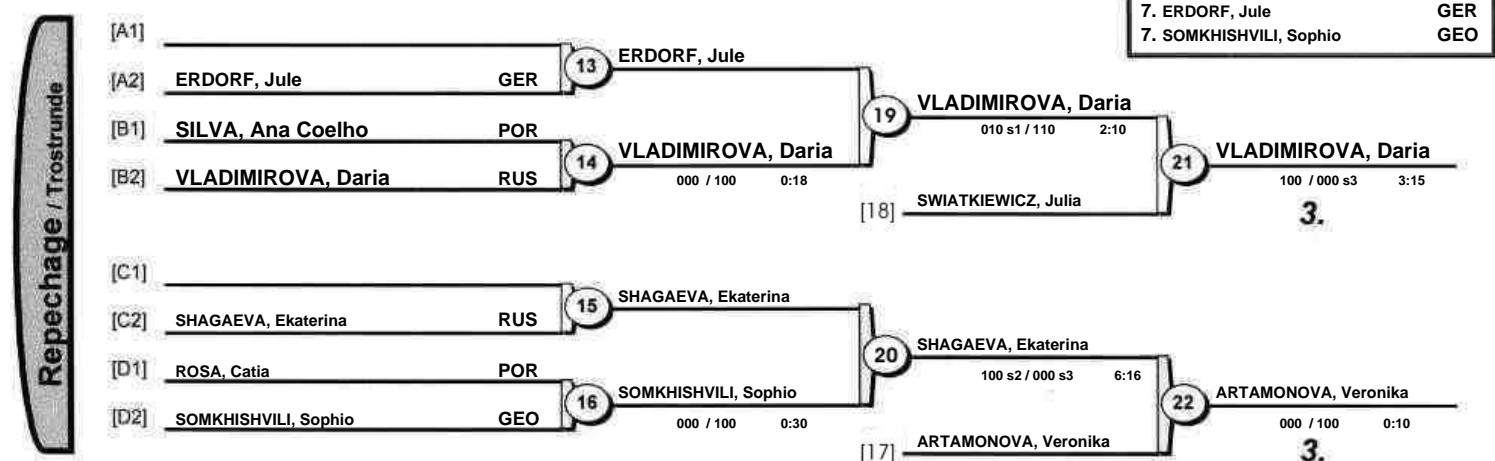 7. ERDORF, Jule GER
7. SOMKHISHVILI, Sophio GEO
Repechage / Trostrunde
[A1]
13 ERDORF, Jule
[A2] ERDORF, Jule GER
19 VLADIMIROVA, Daria
010 s1 / 110 2:10
[B1] SILVA, Ana Coelho POR
14 VLADIMIROVA, Daria
000 / 100 0:18
[B2] VLADIMIROVA, Daria RUS
21 VLADIMIROVA, Daria
100 / 000 s3 3:15
[18] SWIATKIEWICZ, Julia
3.
[C1]
15 SHAGAEVA, Ekaterina
[C2] SHAGAEVA, Ekaterina RUS
20 SHAGAEVA, Ekaterina
100 s2 / 000 s3 6:16
[D1] ROSA, Catia POR
16 SOMKHISHVILI, Sophio
000 / 100 0:30
[D2] SOMKHISHVILI, Sophio GEO
22 ARTAMONOVA, Veronika
000 / 100 0:10
[17] ARTAMONOVA, Veronika
3.